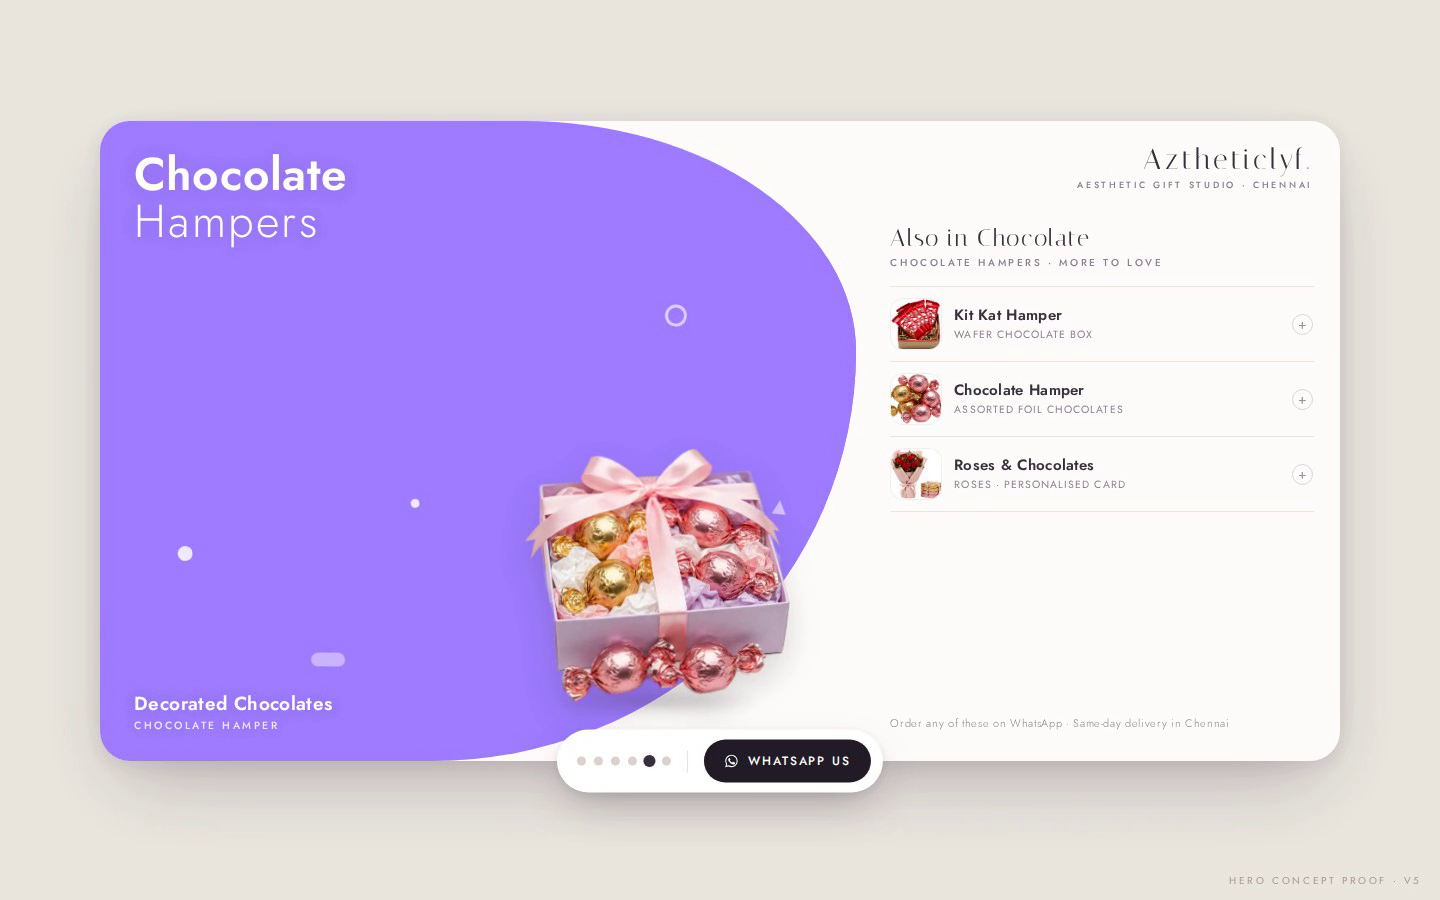 Chocolate
Hampers
Decorated Chocolates
CHOCOLATE HAMPER
Aztheticlyf.
AESTHETIC GIFT STUDIO · CHENNAI
Also in Chocolate
CHOCOLATE HAMPERS · MORE TO LOVE
Kit Kat Hamper
WAFER CHOCOLATE BOX
+
Chocolate Hamper
ASSORTED FOIL CHOCOLATES
+
Roses & Chocolates
ROSES · PERSONALISED CARD
+
Order any of these on WhatsApp · Same-day delivery in Chennai
WHATSAPP US
HERO CONCEPT PROOF · V5